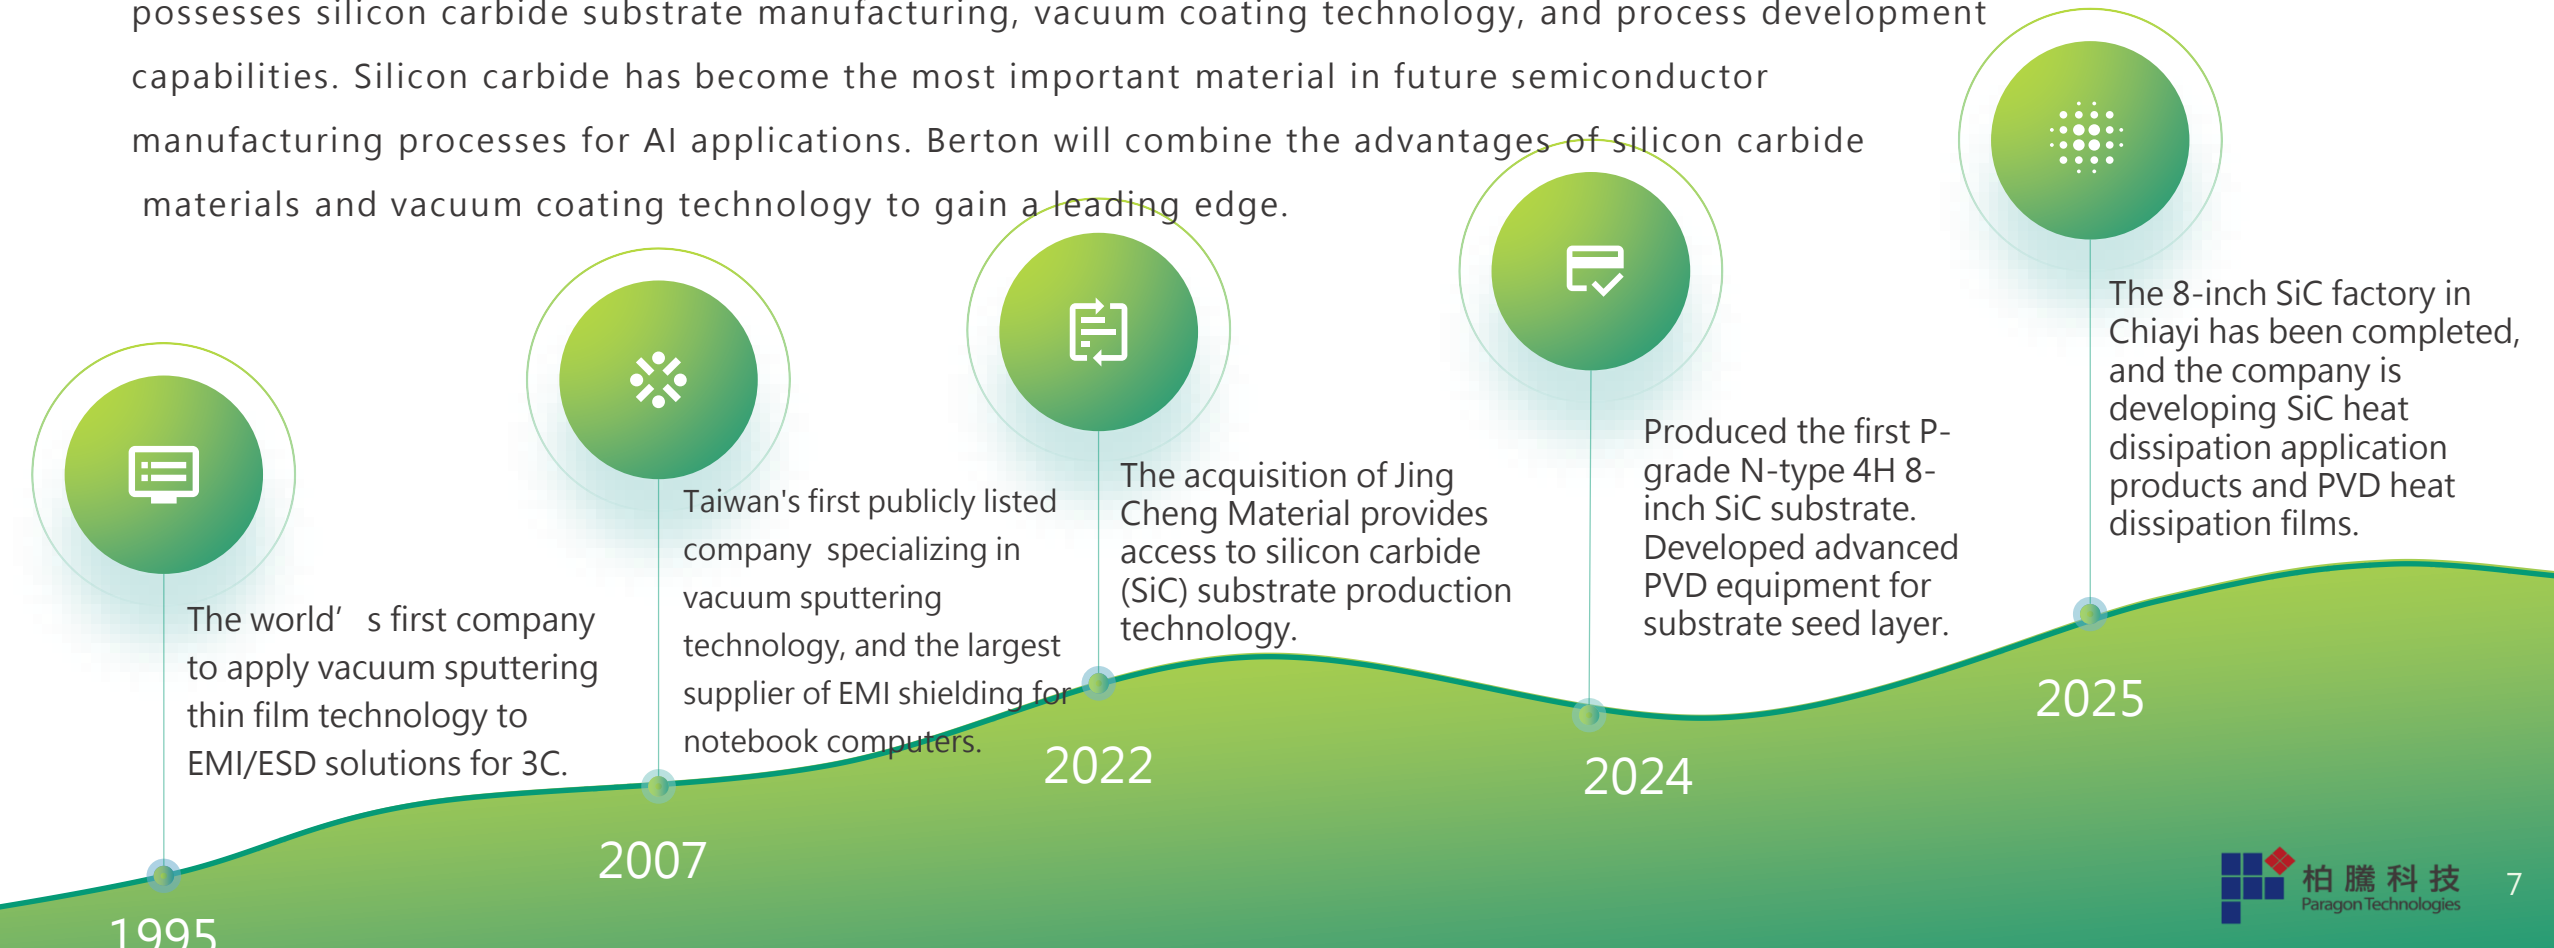 possesses silicon carbide substrate manufacturing, vacuum coating technology, and process development
capabilities. Silicon carbide has become the most important material in future semiconductor
manufacturing processes for AI applications. Berton will combine the advantages of silicon carbide
materials and vacuum coating technology to gain a leading edge.
The world’ s first company
to apply vacuum sputtering
thin film technology to
EMI/ESD solutions for 3C.
1995
Taiwan's first publicly listed
company specializing in
vacuum sputtering
technology, and the largest
supplier of EMI shielding for
notebook computers.
2007
The acquisition of Jing
Cheng Material provides
access to silicon carbide
(SiC) substrate production
technology.
2022
Produced the first P-
grade N-type 4H 8-
inch SiC substrate.
Developed advanced
PVD equipment for
substrate seed layer.
2024
The 8-inch SiC factory in
Chiayi has been completed,
and the company is
developing SiC heat
dissipation application
products and PVD heat
dissipation films.
2025
柏騰科技
Paragon Technologies
7